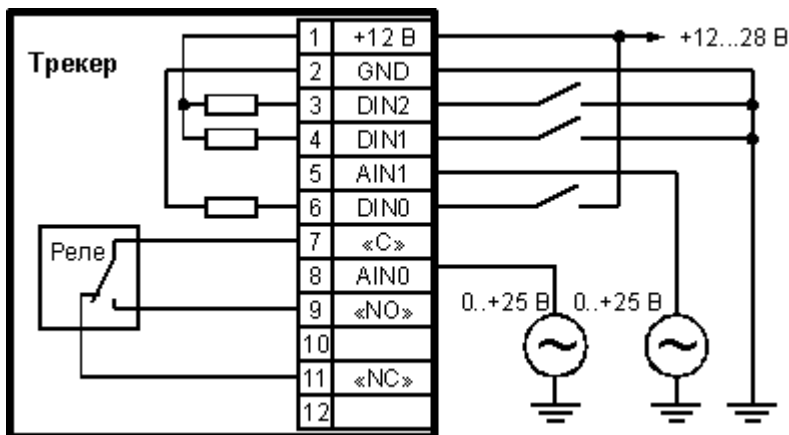 Трекер
1 +12 В
2 GND
3 DIN2
4 DIN1
5 AIN1
6 DIN0
7 «C»
8 AIN0
9 «NO»
10
11 «NC»
12
Реле
+12...28 В
0..+25 В 0..+25 В